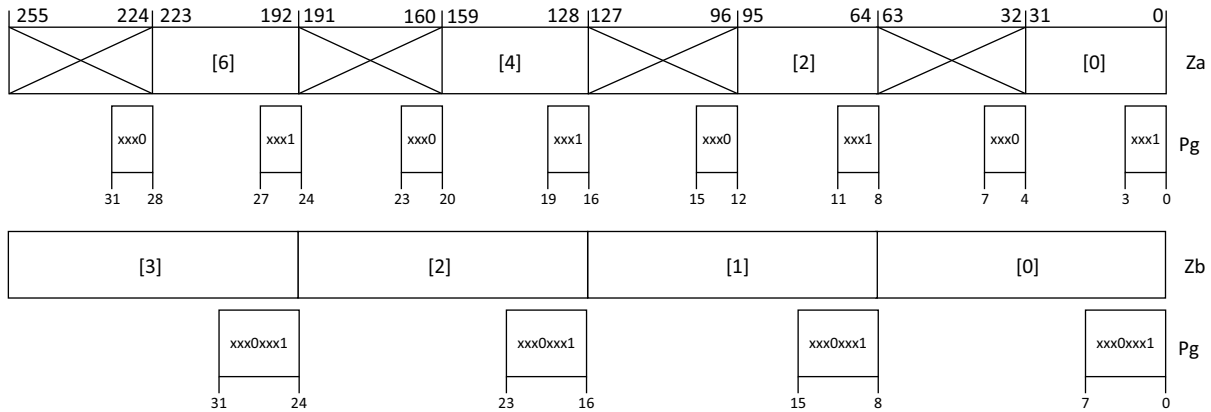 255 224 223 192 191 160 159 128 127 96 95 64 63 32 31 0
[6] [4] [2] [0] Za
xxx0 xxx1 xxx0 xxx1 xxx0 xxx1 xxx0 xxx1 Pg
31 28 27 24 23 20 19 16 15 12 11 8 7 4 3 0
[3] [2] [1] [0] Zb
xxx0xxx1 xxx0xxx1 xxx0xxx1 xxx0xxx1 Pg
31 24 23 16 15 8 7 0